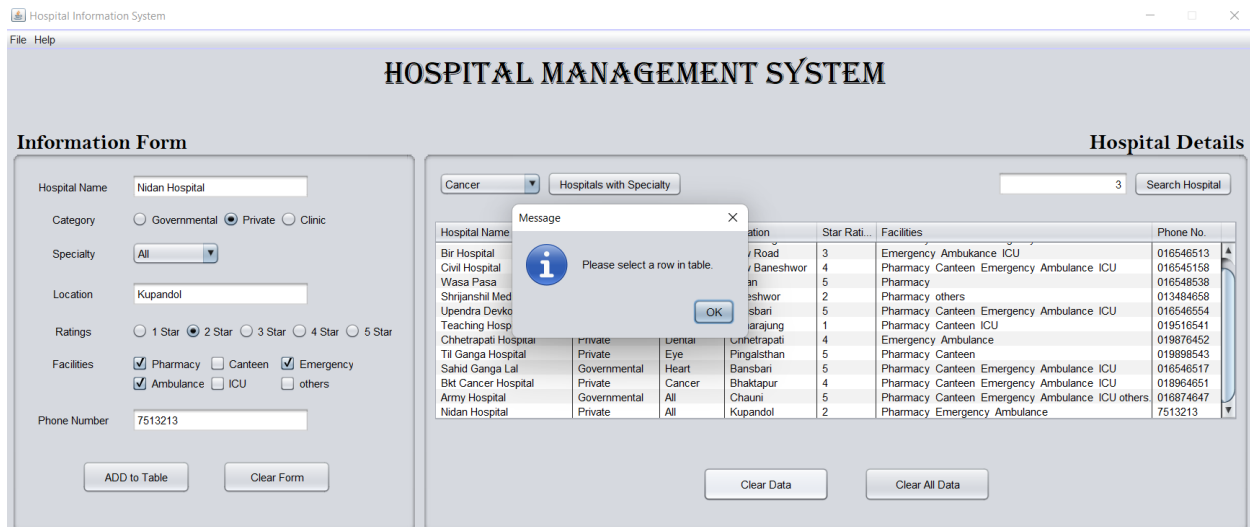 Hospital Information System
File Help
HOSPITAL MANAGEMENT SYSTEM
Information Form
Hospital Name Nidan Hospital
Category Governmental Private Clinic
Specialty All
Location Kupandol
Ratings 1 Star 2 Star 3 Star 4 Star 5 Star
Facilities Pharmacy Canteen Emergency
Ambulance ICU others
Phone Number 7513213
ADD to Table Clear Form
Hospital Details
Cancer Hospitals with Specialty 3 Search Hospital
Message
Please select a row in table.
OK
Hospital Name ation Star Rati... Facilities Phone No.
Bir Hospital Road 3 Emergency Ambukance ICU 016546513
Civil Hospital Baneshwor 4 Pharmacy Canteen Emergency Ambulance ICU 016545158
Wasa Pasa an 5 Pharmacy 016548538
Shrijanshil Med eshwor 2 Pharmacy others 013484658
Upendra Devko sbari 5 Pharmacy Canteen Emergency Ambulance ICU 016546554
Teaching Hosp arajung 1 Pharmacy Canteen ICU 019516541
Chhetrapati Hospital Private Dental Chhetrapati 4 Emergency Ambulance 019876452
Til Ganga Hospital Private Eye Pingalsthan 5 Pharmacy Canteen 019898543
Sahid Ganga Lal Governmental Heart Bansbari 5 Pharmacy Canteen Emergency Ambulance ICU 016546517
Bkt Cancer Hospital Private Cancer Bhaktapur 4 Pharmacy Canteen Emergency Ambulance ICU 018964651
Army Hospital Governmental All Chauni 5 Pharmacy Canteen Emergency Ambulance ICU others. 016874647
Nidan Hospital Private All Kupandol 2 Pharmacy Emergency Ambulance 7513213
Clear Data Clear All Data